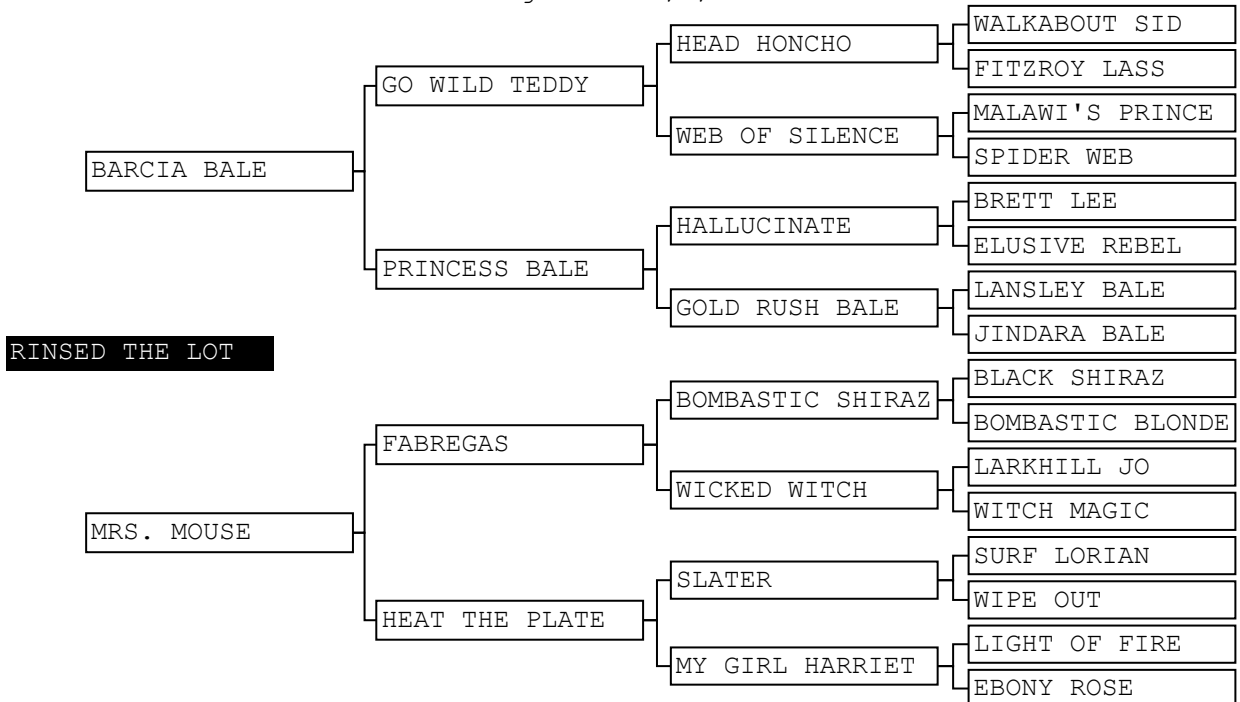 WALKABOUT SID
HEAD HONCHO
FITZROY LASS
GO WILD TEDDY
MALAWI'S PRINCE
WEB OF SILENCE
SPIDER WEB
BARCIA BALE
BRETT LEE
HALLUCINATE
ELUSIVE REBEL
PRINCESS BALE
LANSLEY BALE
GOLD RUSH BALE
JINDARA BALE
RINSED THE LOT
BLACK SHIRAZ
BOMBASTIC SHIRAZ
BOMBASTIC BLONDE
FABREGAS
LARKHILL JO
WICKED WITCH
WITCH MAGIC
MRS. MOUSE
SURF LORIAN
SLATER
WIPE OUT
HEAT THE PLATE
LIGHT OF FIRE
MY GIRL HARRIET
EBONY ROSE